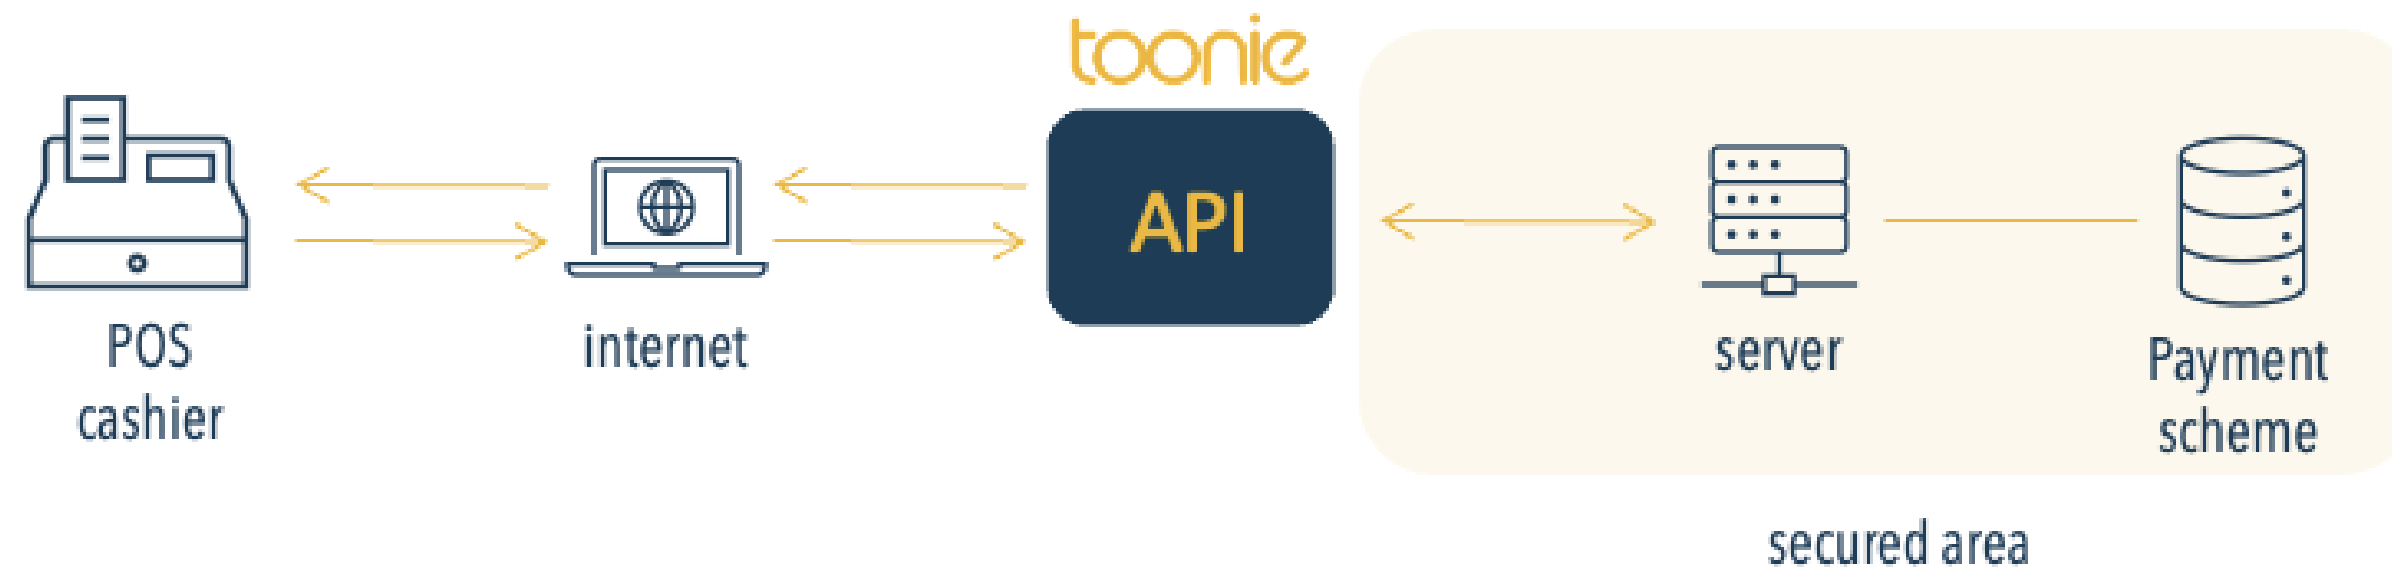 toonie
API
POS
cashier
internet
server
Payment
scheme
secured area